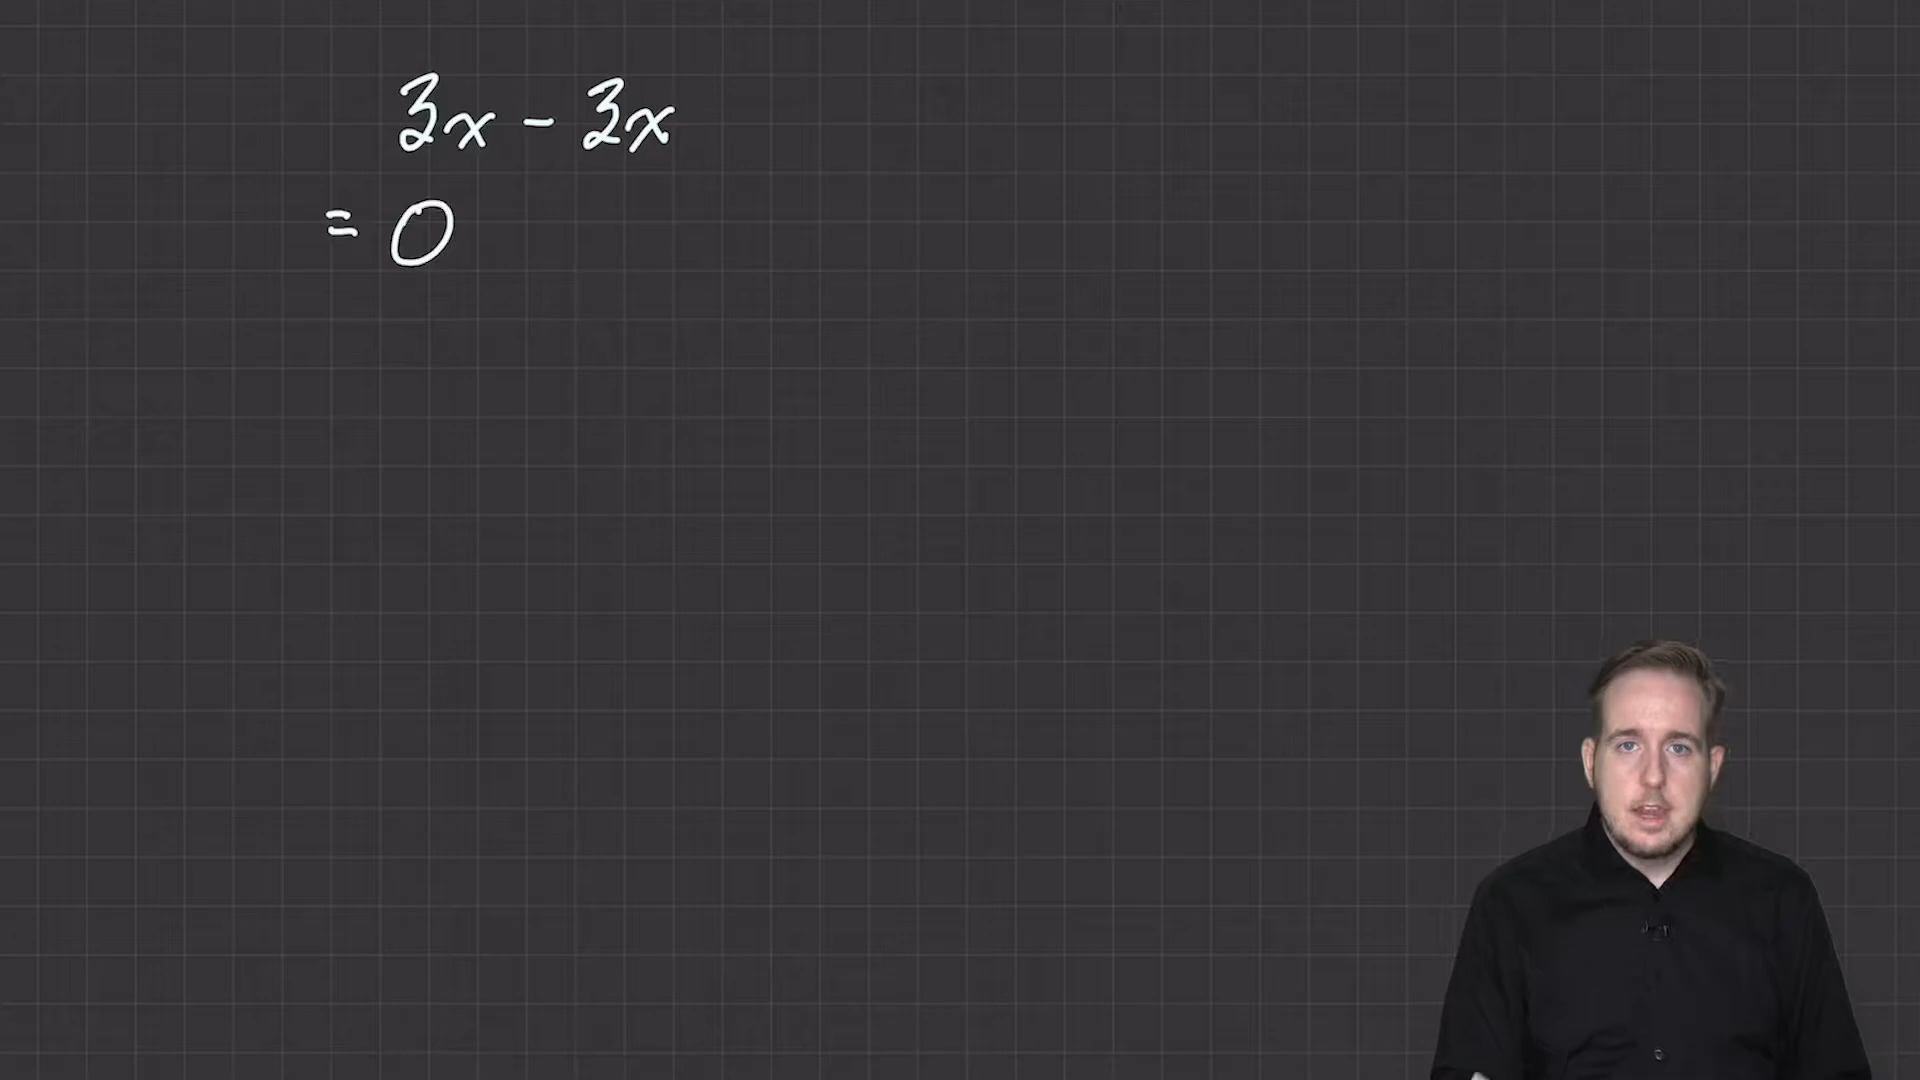 3x - 3x
= 0